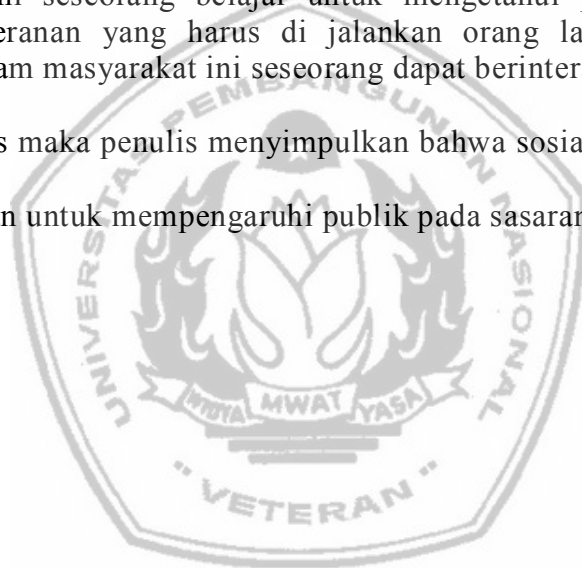 seseorang belajar untuk mengetahui
eranan yang harus di jalankan orang la
am masyarakat ini seseorang dapat berinter
s maka penulis menyimpulkan bahwa sosia
n untuk mempengaruhi publik pada sasaran
UNIVERSITAS PEMBANGUNAN NASIONAL
WIDYA MWAT YASA
"VETERAN"